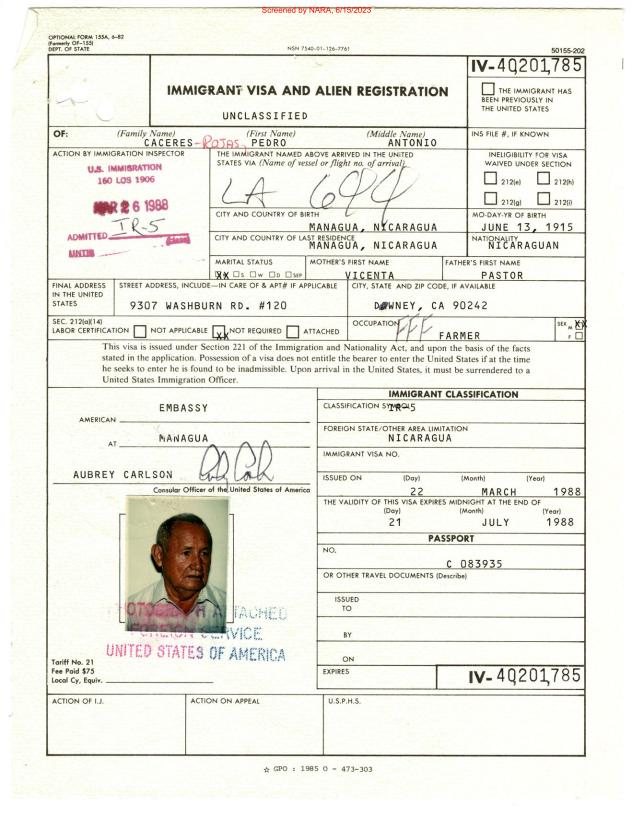 Screened by NARA, 6/15/2023
OPTIONAL FORM 155A, 6-82
(Formerly OF-155)
DEPT. OF STATE
NSN 7540-01-126-7761
50155-202
IV-40201,785
IMMIGRANT VISA AND ALIEN REGISTRATION
UNCLASSIFIED
THE IMMIGRANT HAS BEEN PREVIOUSLY IN THE UNITED STATES
OF: (Family Name) (First Name) (Middle Name)
CACERES-ROJAS, PEDRO ANTONIO
INS FILE #, IF KNOWN
ACTION BY IMMIGRATION INSPECTOR
U.S. IMMIGRATION
160 LOS 1906
MAR 26 1988
IR-5
ADMITTED
UNTIL
THE IMMIGRANT NAMED ABOVE ARRIVED IN THE UNITED
STATES VIA (Name of vessel or flight no. of arrival)
LA 644
INELIGIBILITY FOR VISA
WAIVED UNDER SECTION
212(e) 212(h)
212(g) 212(i)
CITY AND COUNTRY OF BIRTH
MANAGUA, NICARAGUA
MO-DAY-YR OF BIRTH
JUNE 13, 1915
CITY AND COUNTRY OF LAST RESIDENCE
MANAGUA, NICARAGUA
NATIONALITY
NICARAGUAN
MARITAL STATUS
XX S W D SEP
MOTHER'S FIRST NAME
VICENTA
FATHER'S FIRST NAME
PASTOR
FINAL ADDRESS
IN THE UNITED
STATES
STREET ADDRESS, INCLUDE—IN CARE OF & APT# IF APPLICABLE
9307 WASHBURN RD. #120
CITY, STATE AND ZIP CODE, IF AVAILABLE
DOWNEY, CA 90242
SEC. 212(a)(14)
LABOR CERTIFICATION NOT APPLICABLE XX NOT REQUIRED ATTACHED
OCCUPATION
FARMER
SEX M XX
F
This visa is issued under Section 221 of the Immigration and Nationality Act, and upon the basis of the facts
stated in the application. Possession of a visa does not entitle the bearer to enter the United States if at the time
he seeks to enter he is found to be inadmissible. Upon arrival in the United States, it must be surrendered to a
United States Immigration Officer.
EMBASSY
AMERICAN
AT MANAGUA
AUBREY CARLSON
Consular Officer of the United States of America
IMMIGRANT CLASSIFICATION
CLASSIFICATION SYMBOL
IR-5
FOREIGN STATE/OTHER AREA LIMITATION
NICARAGUA
IMMIGRANT VISA NO.
ISSUED ON (Day) (Month) (Year)
22 MARCH 1988
THE VALIDITY OF THIS VISA EXPIRES MIDNIGHT AT THE END OF
(Day) (Month) (Year)
21 JULY 1988
PASSPORT
NO.
C 083935
OR OTHER TRAVEL DOCUMENTS (Describe)
ISSUED
TO
BY
ON
EXPIRES
IV-40201,785
PHOTOGRAPH ATTACHED
FOREIGN SERVICE
UNITED STATES OF AMERICA
Tariff No. 21
Fee Paid $75
Local Cy, Equiv.
ACTION OF I.J.
ACTION ON APPEAL
U.S.P.H.S.
☆ GPO : 1985 O - 473-303